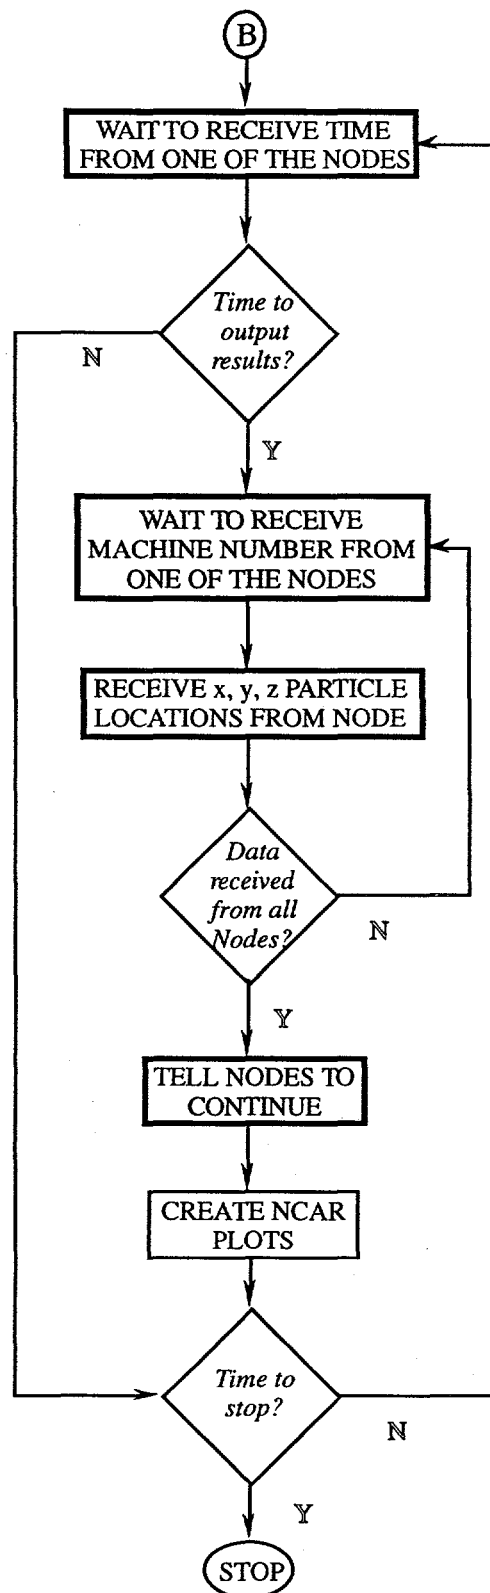 B
WAIT TO RECEIVE TIME
FROM ONE OF THE NODES
Time to
output
results?
N
Y
WAIT TO RECEIVE
MACHINE NUMBER FROM
ONE OF THE NODES
RECEIVE x, y, z PARTICLE
LOCATIONS FROM NODE
Data
received
from all
Nodes?
N
Y
TELL NODES TO
CONTINUE
CREATE NCAR
PLOTS
Time to
stop?
N
Y
STOP